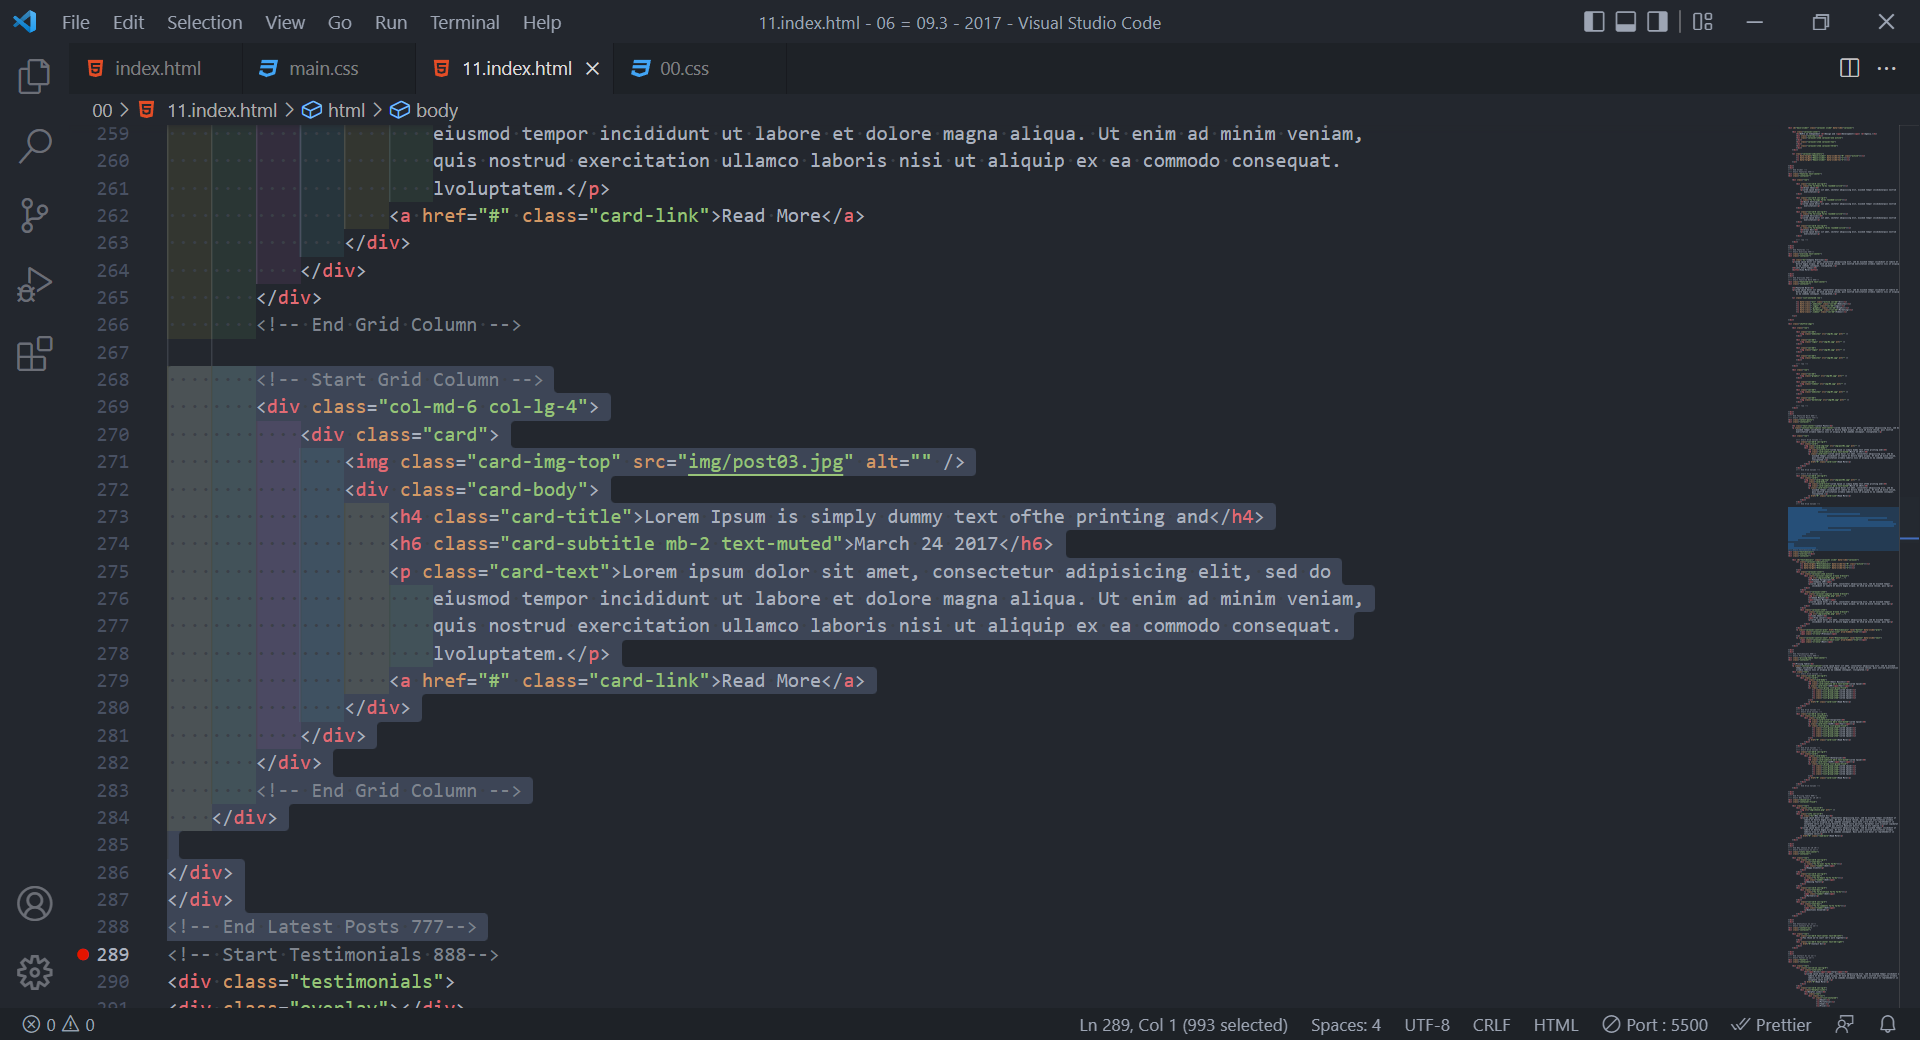 File Edit Selection View Go Run Terminal Help
11.index.html - 06 = 09.3 - 2017 - Visual Studio Code
index.html main.css 11.index.html 00.css
00 > 11.index.html > html > body
259 eiusmod tempor incididunt ut labore et dolore magna aliqua. Ut enim ad minim veniam,
260 quis nostrud exercitation ullamco laboris nisi ut aliquip ex ea commodo consequat.
261 lvoluptatem.</p>
262 <a href="#" class="card-link">Read More</a>
263 </div>
264 </div>
265 </div>
266 <!-- End Grid Column -->
267
268 <!-- Start Grid Column -->
269 <div class="col-md-6 col-lg-4">
270 <div class="card">
271 <img class="card-img-top" src="img/post03.jpg" alt="" />
272 <div class="card-body">
273 <h4 class="card-title">Lorem Ipsum is simply dummy text ofthe printing and</h4>
274 <h6 class="card-subtitle mb-2 text-muted">March 24 2017</h6>
275 <p class="card-text">Lorem ipsum dolor sit amet, consectetur adipisicing elit, sed do
276 eiusmod tempor incididunt ut labore et dolore magna aliqua. Ut enim ad minim veniam,
277 quis nostrud exercitation ullamco laboris nisi ut aliquip ex ea commodo consequat.
278 lvoluptatem.</p>
279 <a href="#" class="card-link">Read More</a>
280 </div>
281 </div>
282 </div>
283 <!-- End Grid Column -->
284 </div>
285
286 </div>
287 </div>
288 <!-- End Latest Posts 777-->
289 <!-- Start Testimonials 888-->
290 <div class="testimonials">
291 <div class="overlay"></div>
0 0 Ln 289, Col 1 (993 selected) Spaces: 4 UTF-8 CRLF HTML Port : 5500 Prettier